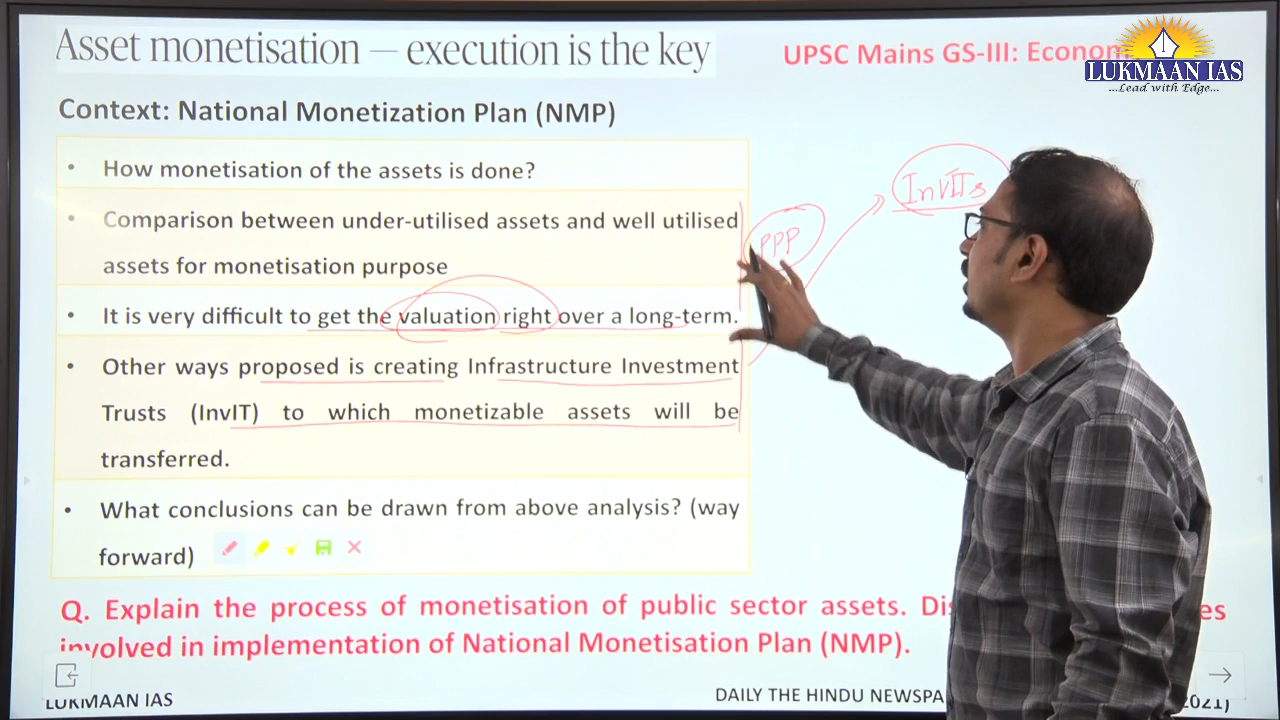 Asset monetisation – execution is the key
UPSC Mains GS-III: Econom
LUKMAAN IAS
...Lead with Edge...
Context: National Monetization Plan (NMP)
• How monetisation of the assets is done?
• Comparison between under-utilised assets and well utilised
assets for monetisation purpose
• It is very difficult to get the valuation right over a long-term.
• Other ways proposed is creating Infrastructure Investment
Trusts (InvIT) to which monetizable assets will be
transferred.
• What conclusions can be drawn from above analysis? (way
forward)
PPP
InVITs
Q. Explain the process of monetisation of public sector assets. Dis es
involved in implementation of National Monetisation Plan (NMP).
LUKMAAN IAS
DAILY THE HINDU NEWSPA 2021)